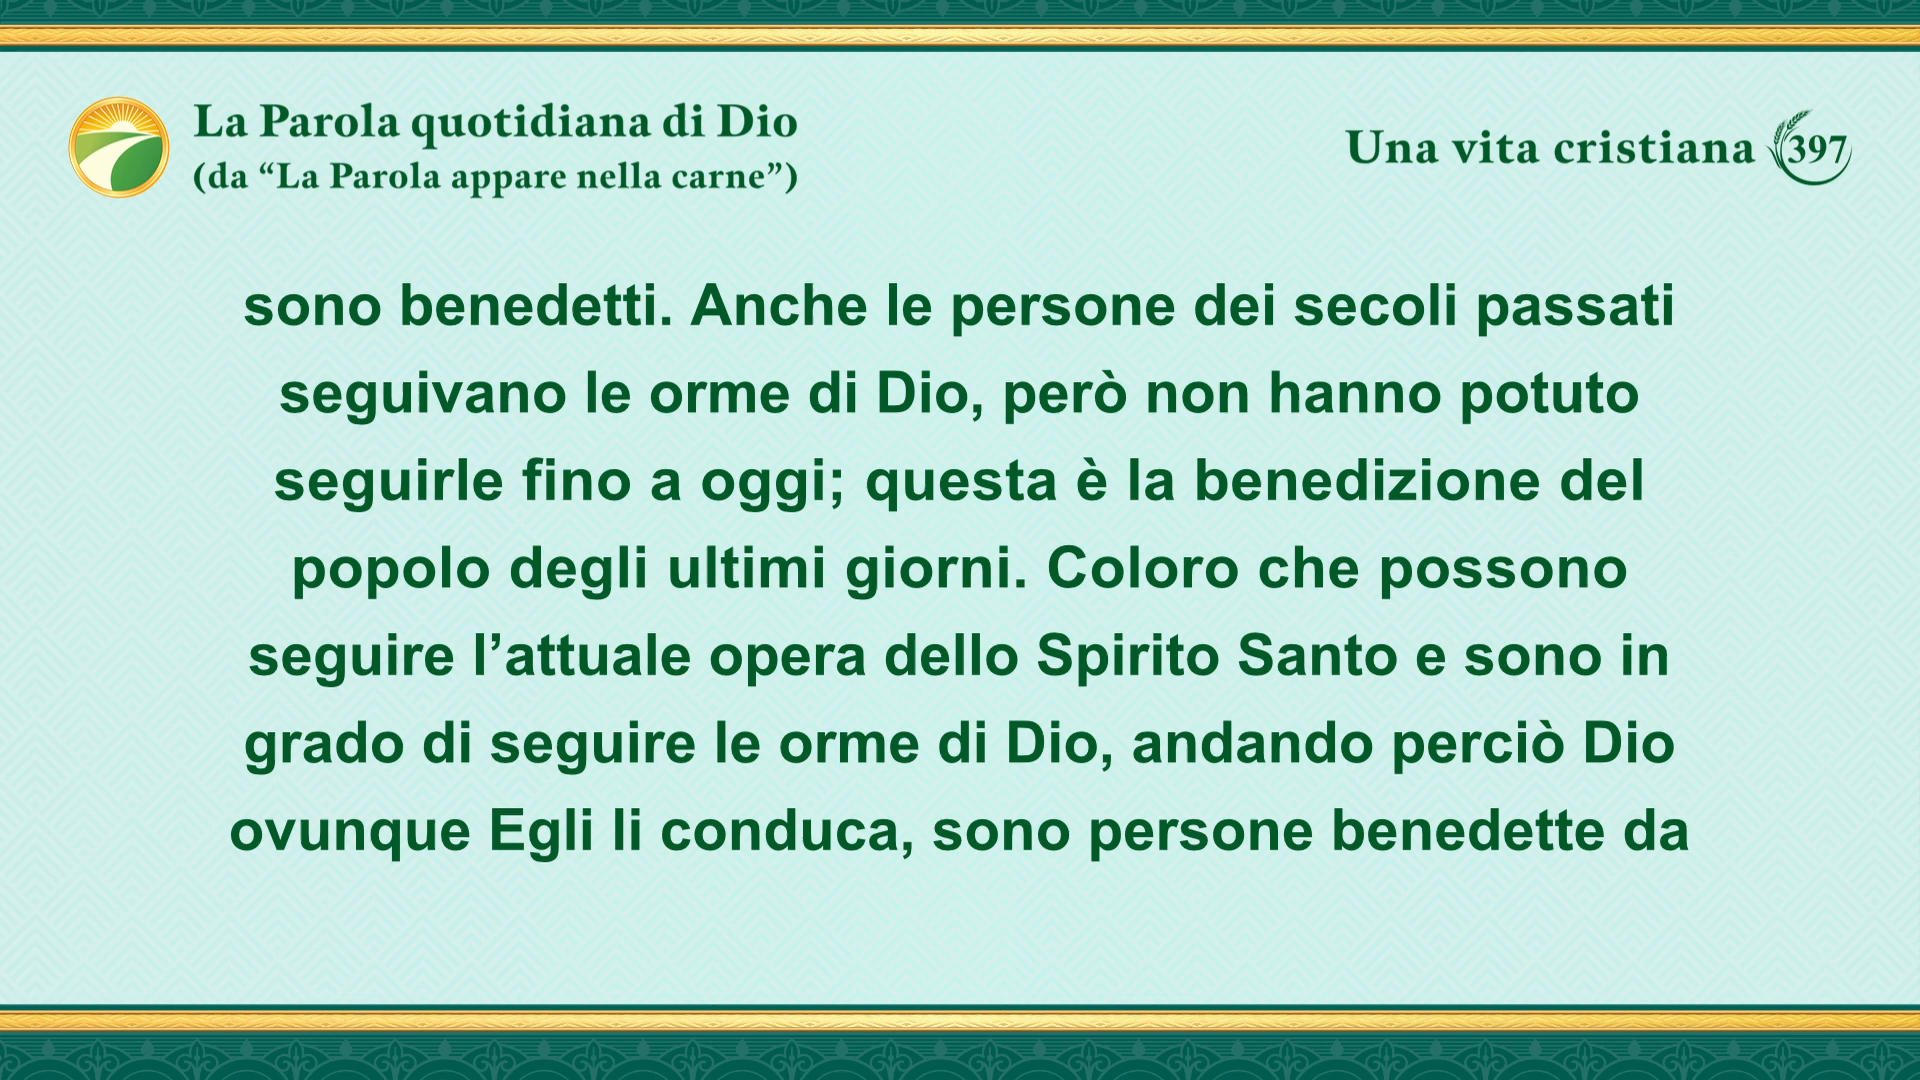 La Parola quotidiana di Dio
(da “La Parola appare nella carne”)
Una vita cristiana 397
sono benedetti. Anche le persone dei secoli passati
seguivano le orme di Dio, però non hanno potuto
seguirle fino a oggi; questa è la benedizione del
popolo degli ultimi giorni. Coloro che possono
seguire l’attuale opera dello Spirito Santo e sono in
grado di seguire le orme di Dio, andando perciò Dio
ovunque Egli li conduca, sono persone benedette da